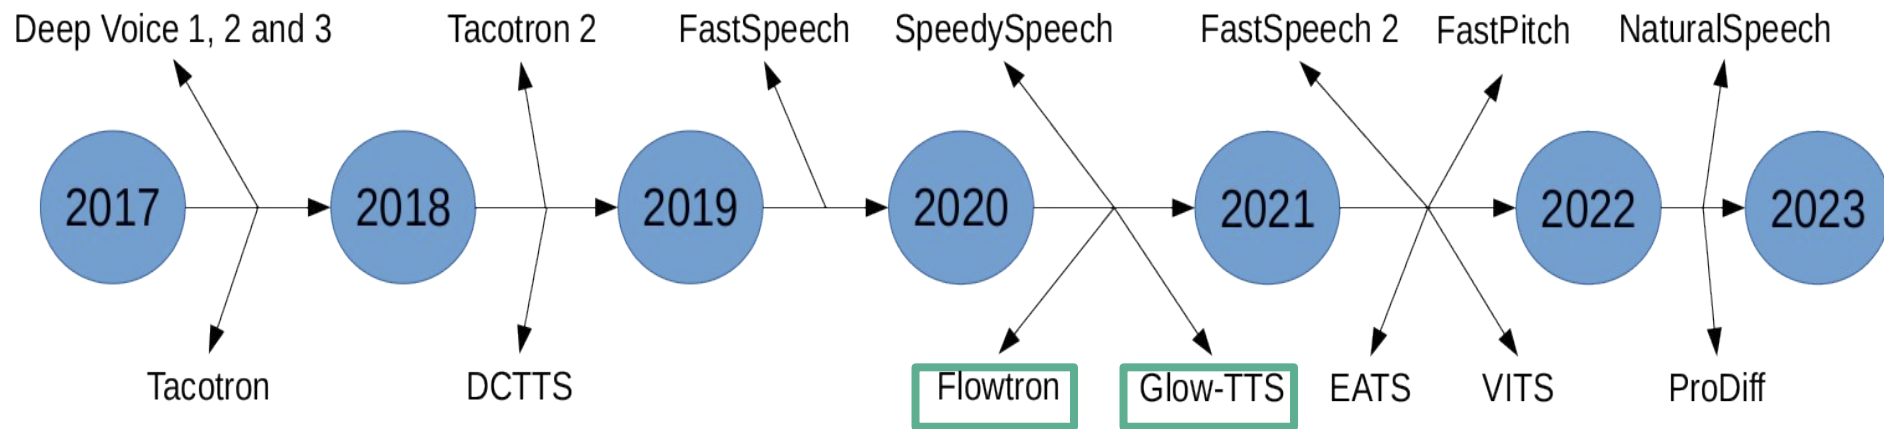 Deep Voice 1, 2 and 3 Tacotron 2 FastSpeech SpeedySpeech FastSpeech 2 FastPitch NaturalSpeech
2017 2018 2019 2020 2021 2022 2023
Tacotron DCTTS Flowtron Glow-TTS EATS VITS ProDiff